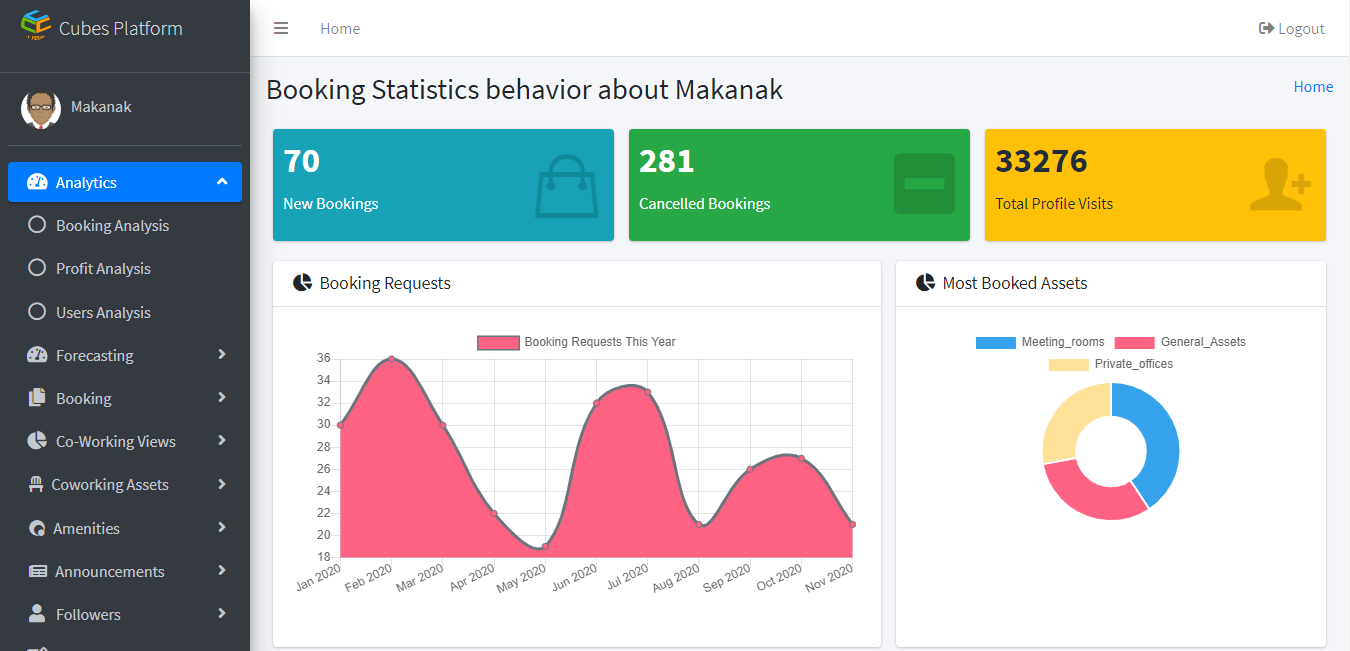 Cubes Platform
Home
Logout
Makanak
Analytics
Booking Analysis
Profit Analysis
Users Analysis
Forecasting
Booking
Co-Working Views
Coworking Assets
Amenities
Announcements
Followers
Booking Statistics behavior about Makanak
Home
70
New Bookings
281
Cancelled Bookings
33276
Total Profile Visits
Booking Requests
Booking Requests This Year
36
34
32
30
28
26
24
22
20
18
Jan 2020
Feb 2020
Mar 2020
Apr 2020
May 2020
Jun 2020
Jul 2020
Aug 2020
Sep 2020
Oct 2020
Nov 2020
Most Booked Assets
Meeting_rooms
General_Assets
Private_offices